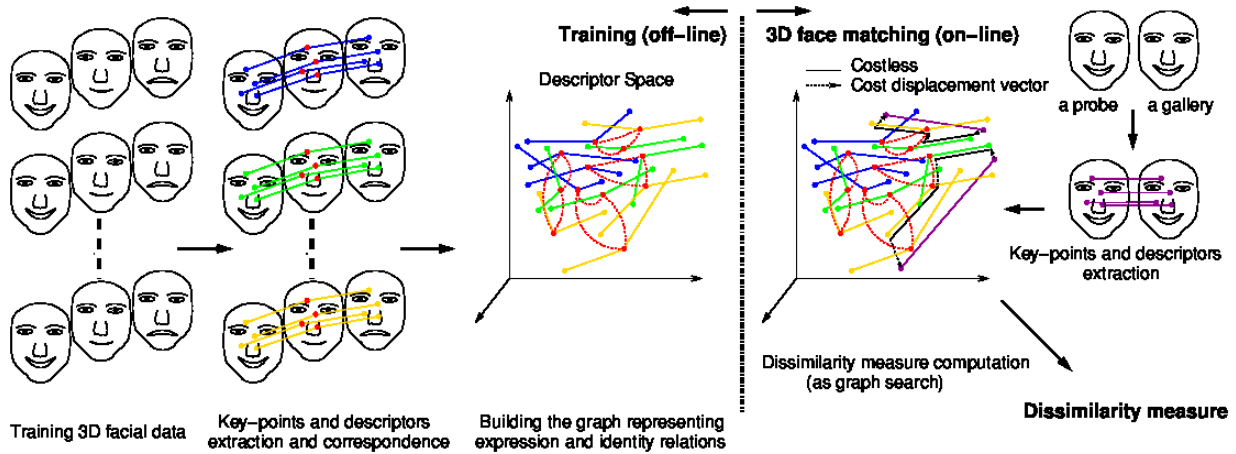 Training (off-line)
3D face matching (on-line)
Descriptor Space
Costless
Cost displacement vector
a probe
a gallery
Key-points and descriptors
extraction
Dissimilarity measure computation
(as graph search)
Dissimilarity measure
Training 3D facial data
Key-points and descriptors
extraction and correspondence
Building the graph representing
expression and identity relations